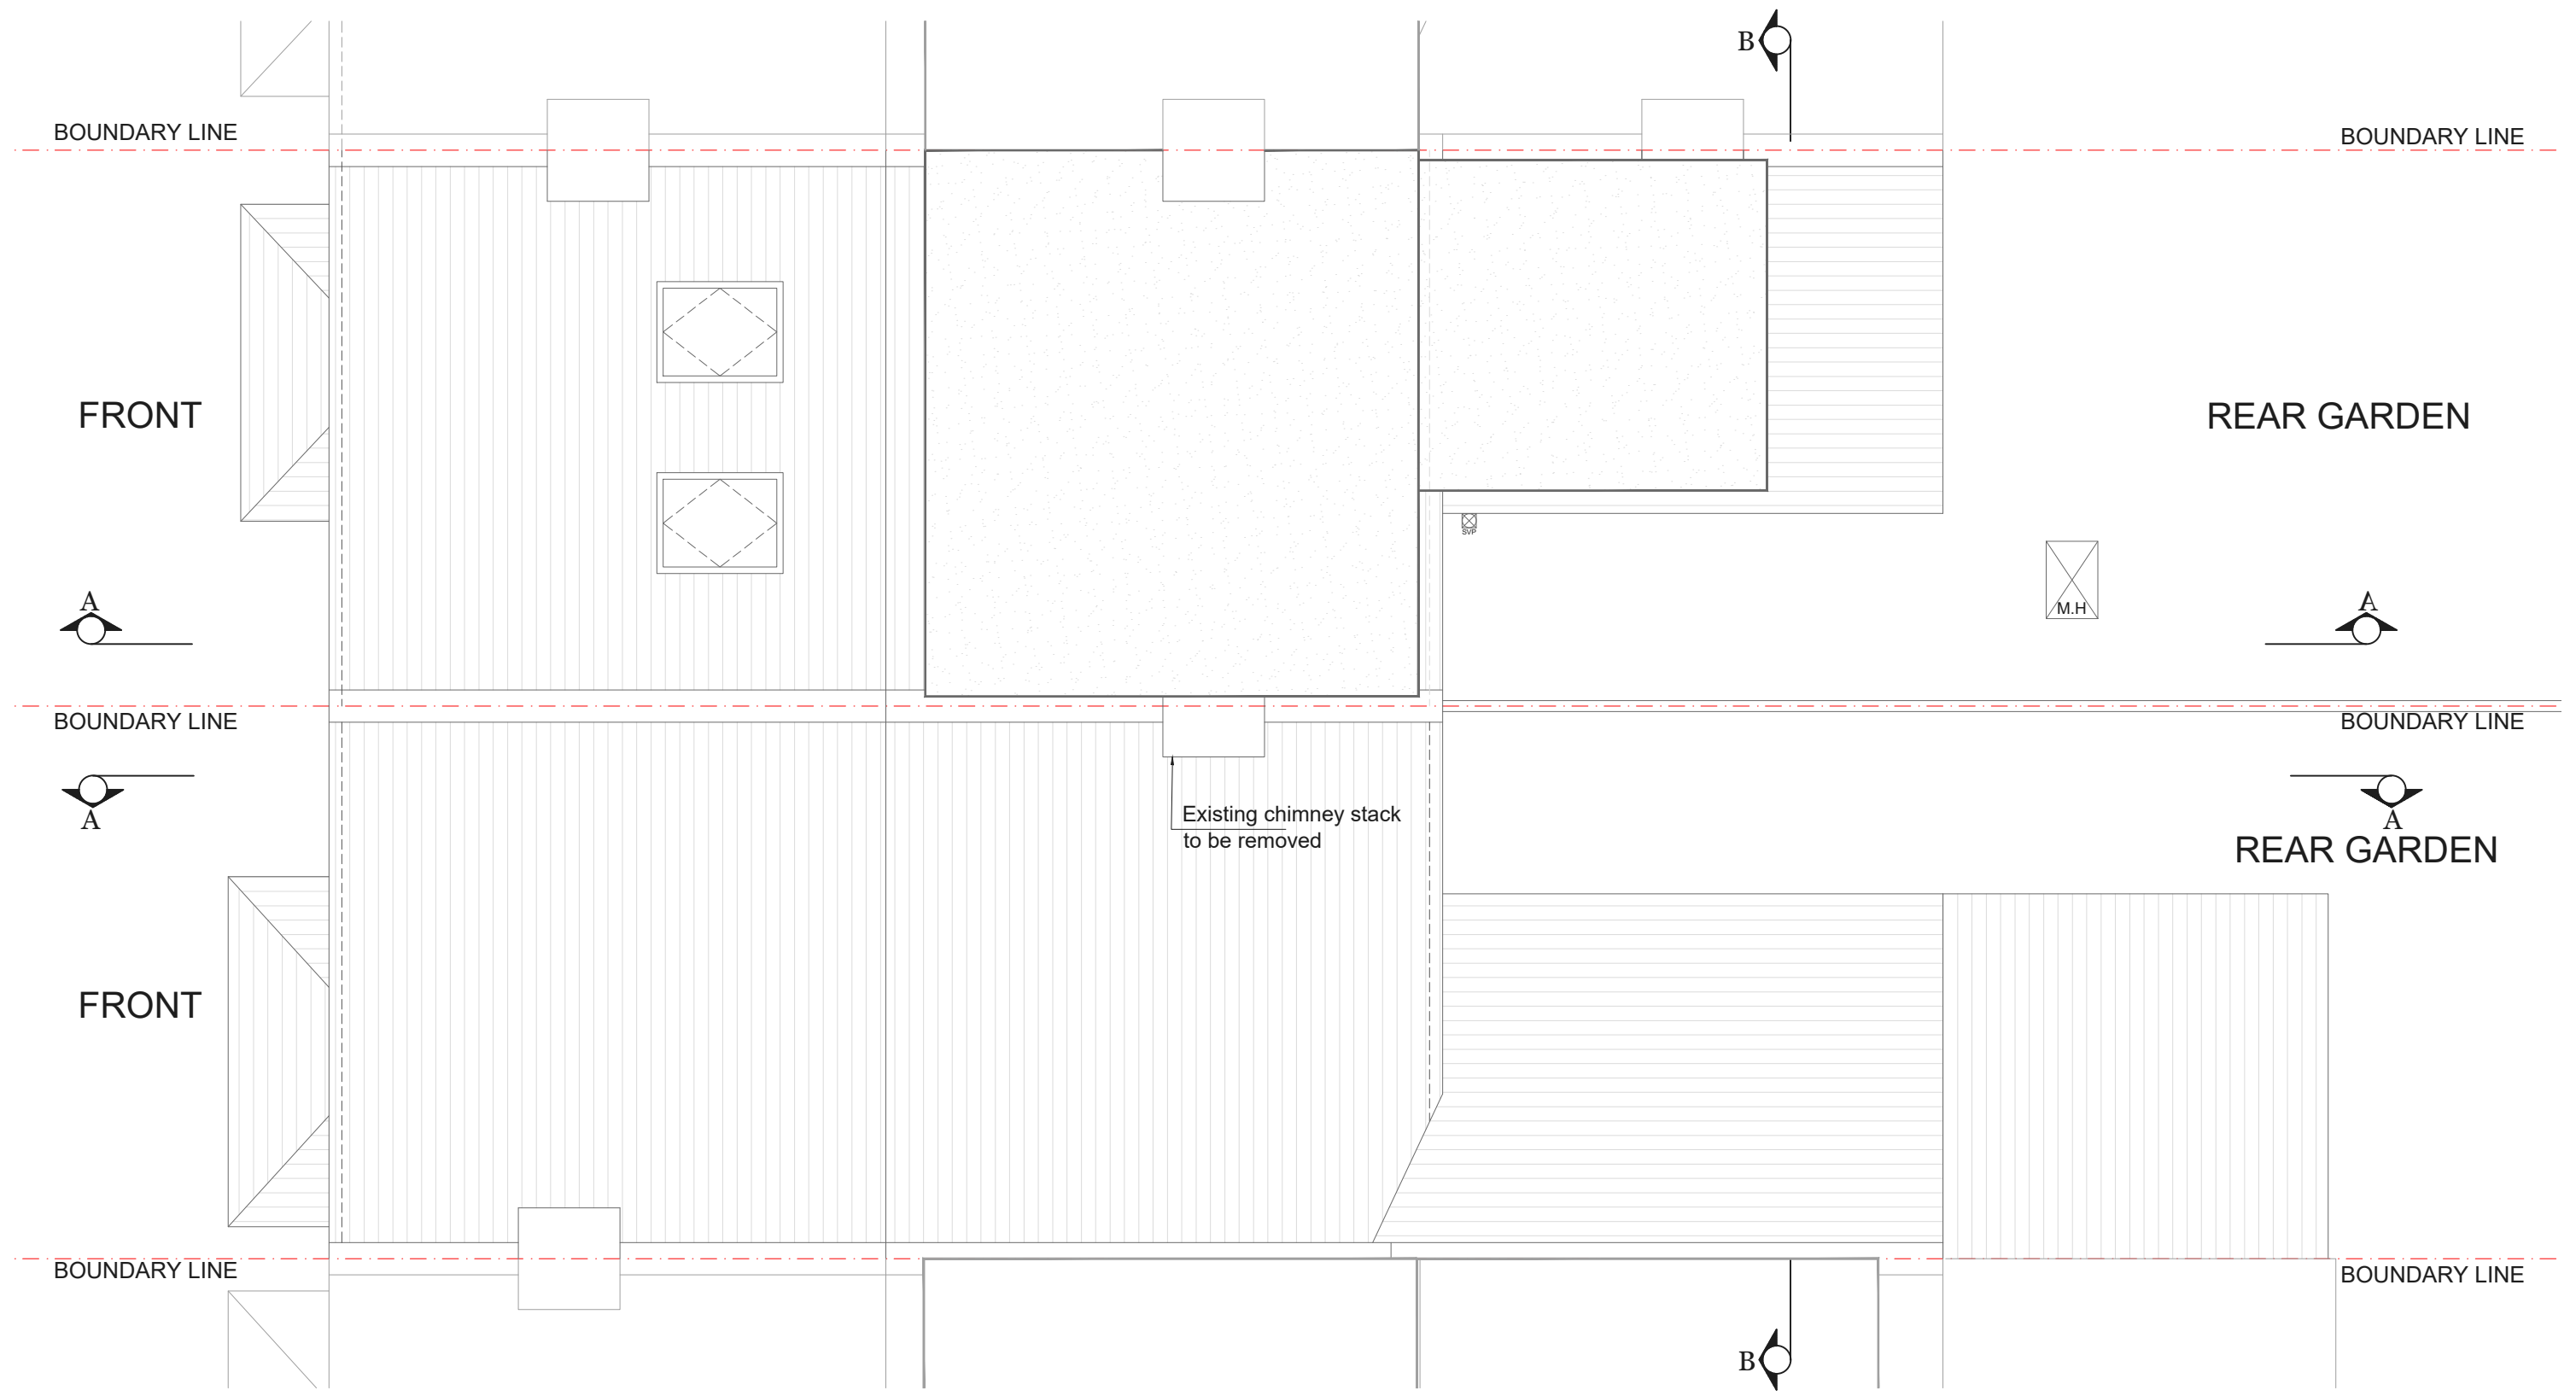 B
BOUNDARY LINE
BOUNDARY LINE
FRONT
REAR GARDEN
SVP
A
M.H
A
BOUNDARY LINE
BOUNDARY LINE
A
Existing chimney stack
to be removed
A
REAR GARDEN
FRONT
BOUNDARY LINE
BOUNDARY LINE
B